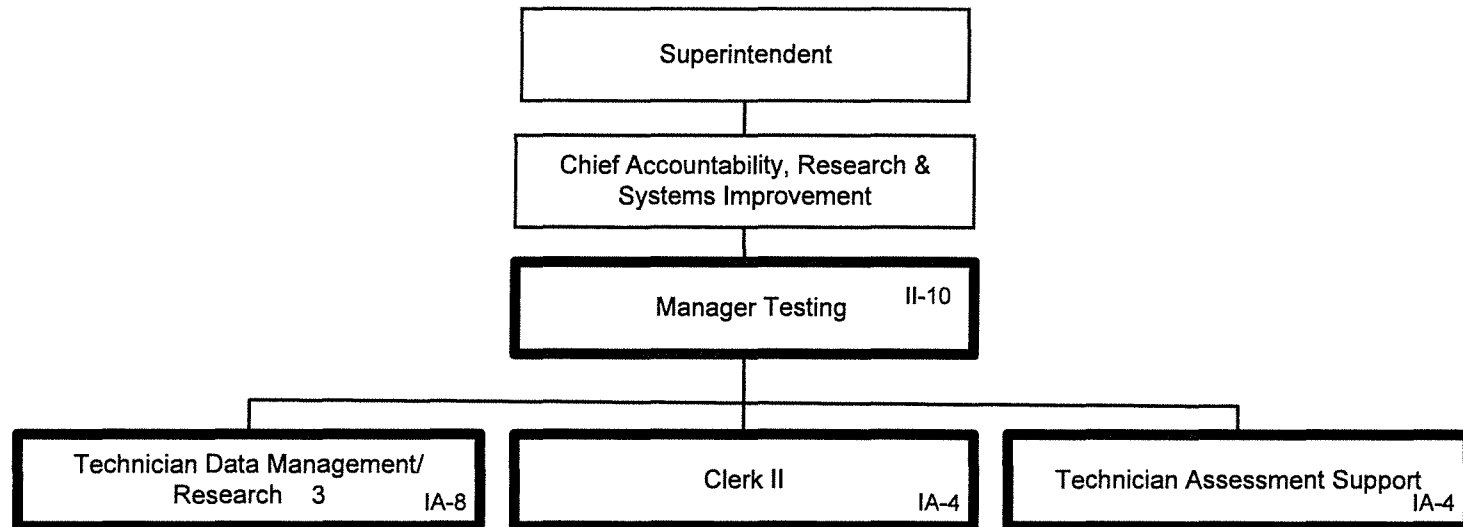 Superintendent
Chief Accountability, Research &
Systems Improvement
Manager Testing
II-10
Technician Data Management/
Research 3
IA-8
Clerk II
IA-4
Technician Assessment Support
IA-4